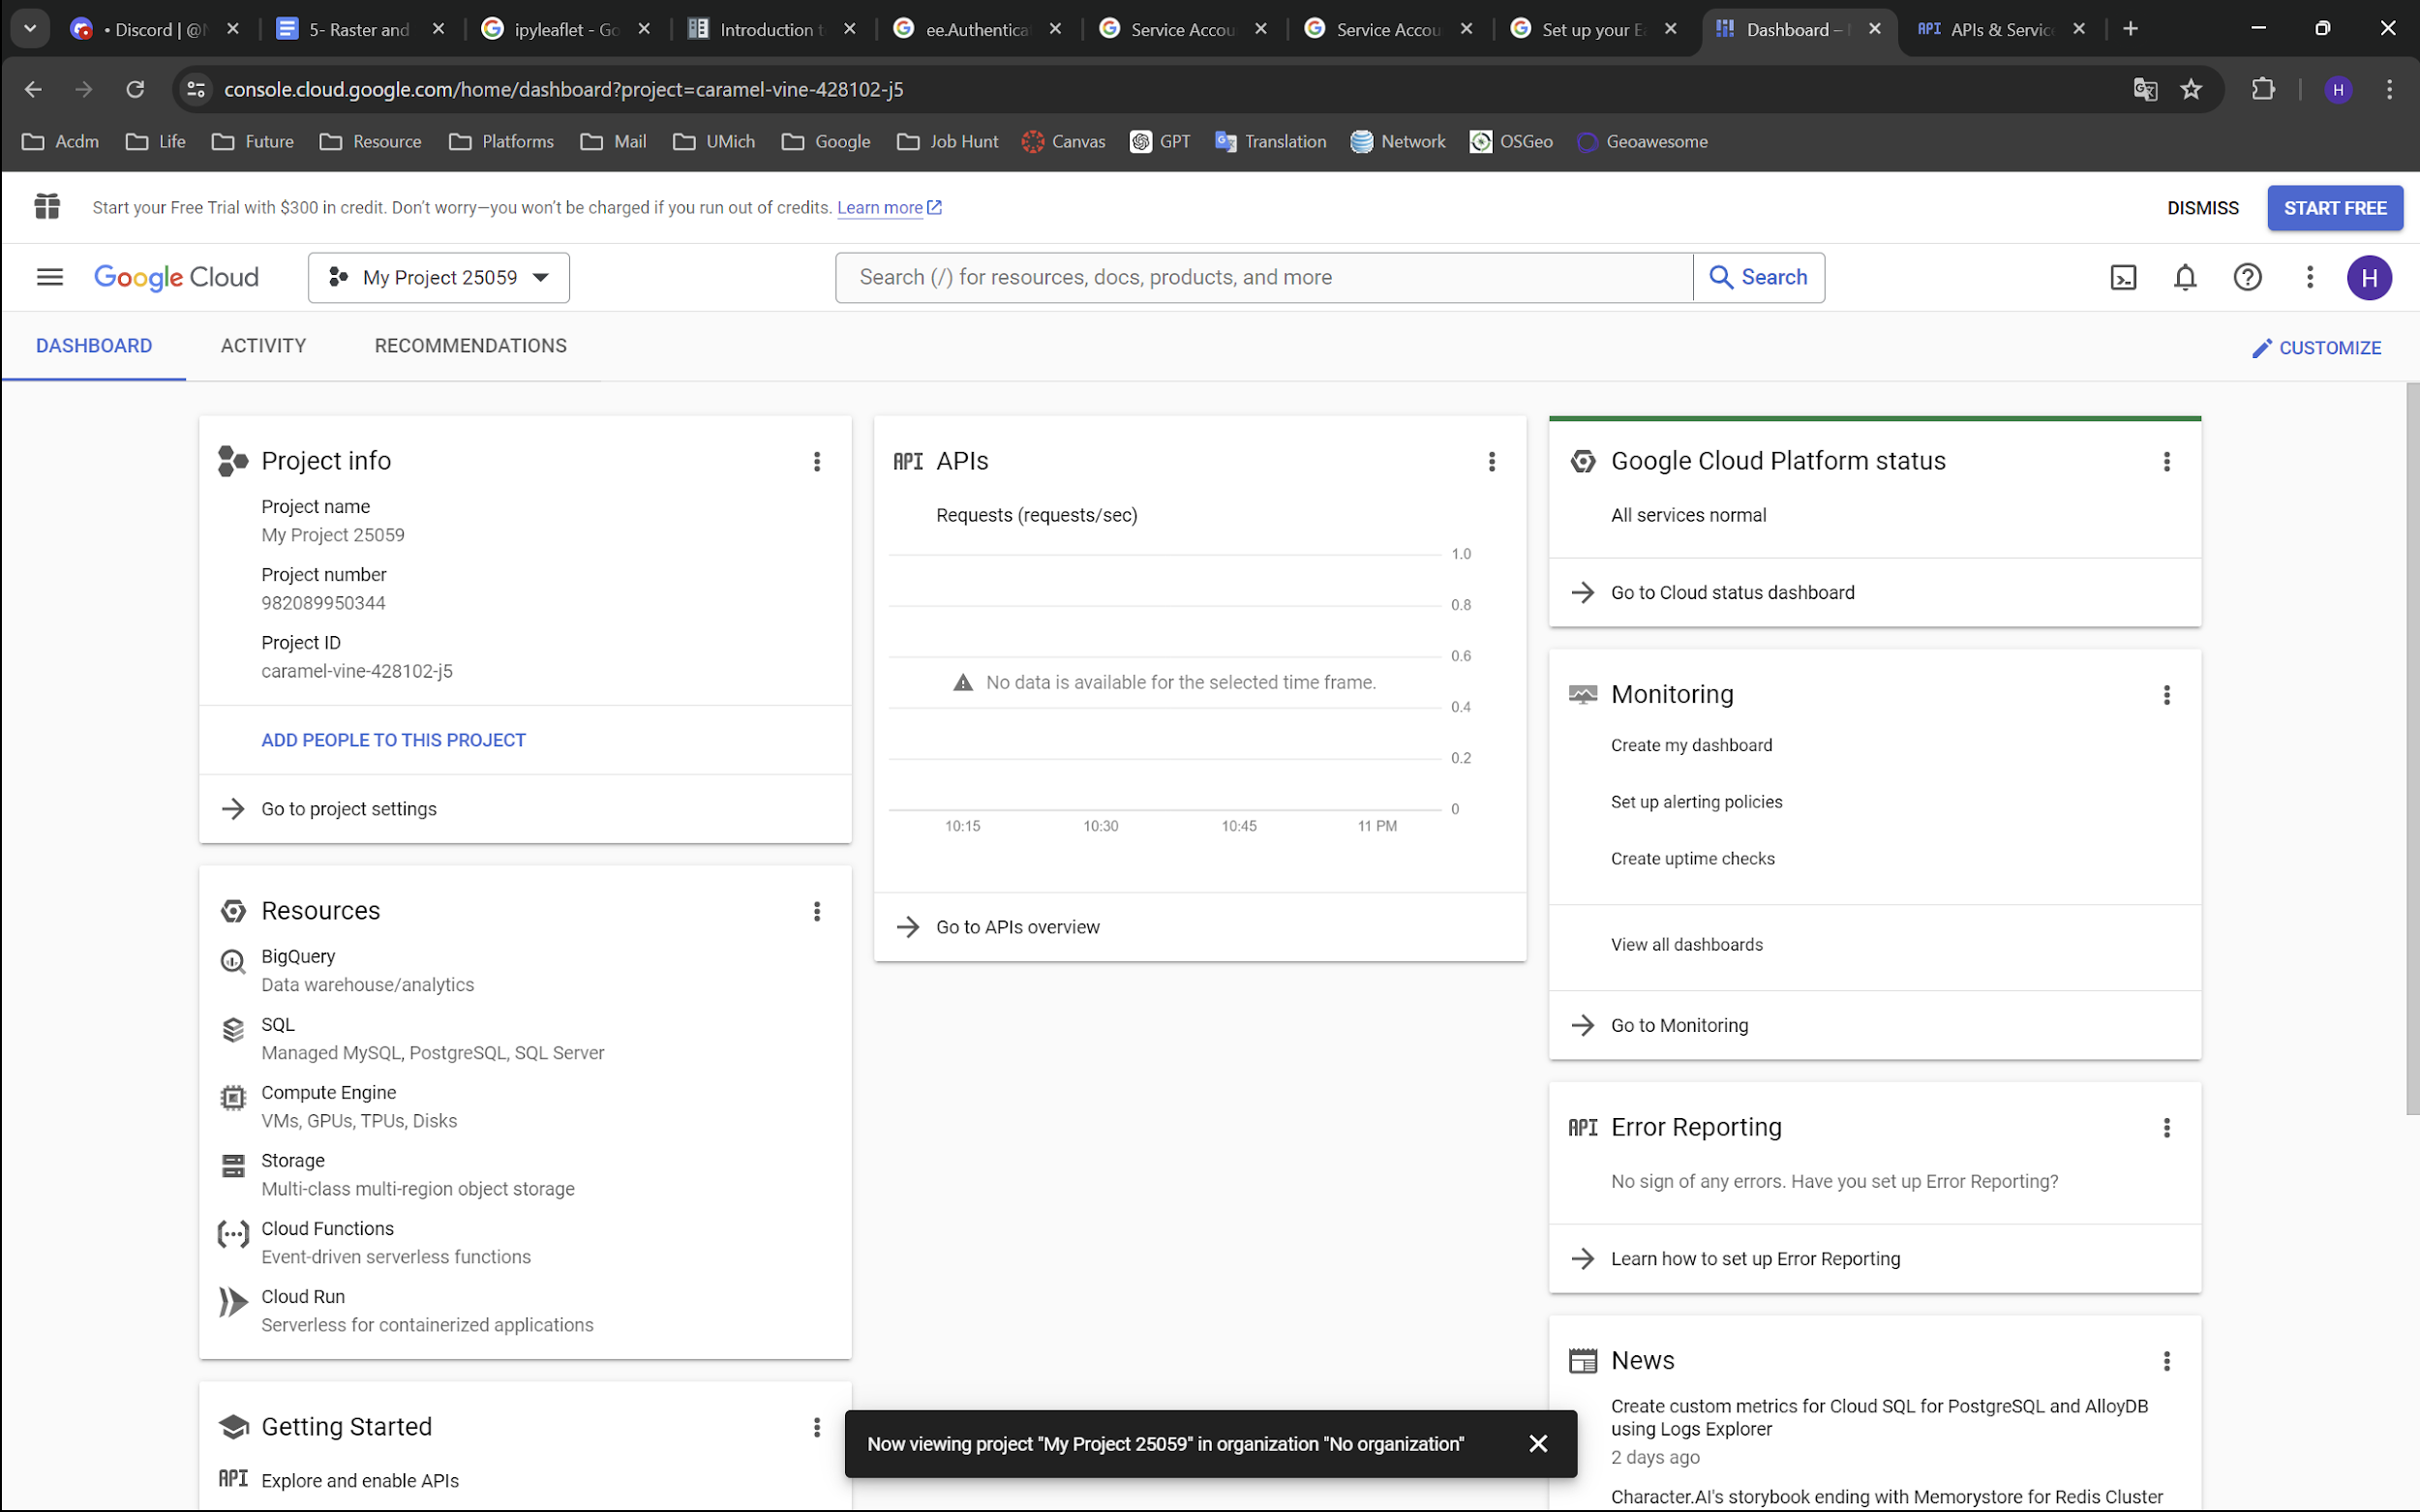 • Discord | @
5- Raster and
ipyleaflet - Go
Introduction t
ee.Authentica
Service Accou
Service Accou
Set up your Ea
Dashboard –
API APIs & Service
console.cloud.google.com/home/dashboard?project=caramel-vine-428102-j5
H
Acdm
Life
Future
Resource
Platforms
Mail
UMich
Google
Job Hunt
Canvas
GPT
Translation
Network
OSGeo
Geoawesome
Start your Free Trial with $300 in credit. Don't worry—you won't be charged if you run out of credits. Learn more
DISMISS
START FREE
Google Cloud
My Project 25059
Search (/) for resources, docs, products, and more
Search
H
DASHBOARD
ACTIVITY
RECOMMENDATIONS
CUSTOMIZE
Project info
Project name
My Project 25059
Project number
982089950344
Project ID
caramel-vine-428102-j5
ADD PEOPLE TO THIS PROJECT
Go to project settings
Resources
BigQuery
Data warehouse/analytics
SQL
Managed MySQL, PostgreSQL, SQL Server
Compute Engine
VMs, GPUs, TPUs, Disks
Storage
Multi-class multi-region object storage
Cloud Functions
Event-driven serverless functions
Cloud Run
Serverless for containerized applications
Getting Started
API Explore and enable APIs
API APIs
Requests (requests/sec)
1.0
0.8
0.6
No data is available for the selected time frame.
0.4
0.2
0
10:15 10:30 10:45 11 PM
Go to APIs overview
Google Cloud Platform status
All services normal
Go to Cloud status dashboard
Monitoring
Create my dashboard
Set up alerting policies
Create uptime checks
View all dashboards
Go to Monitoring
API Error Reporting
No sign of any errors. Have you set up Error Reporting?
Learn how to set up Error Reporting
News
Create custom metrics for Cloud SQL for PostgreSQL and AlloyDB
using Logs Explorer
2 days ago
Character.AI's storybook ending with Memorystore for Redis Cluster
Now viewing project "My Project 25059" in organization "No organization"